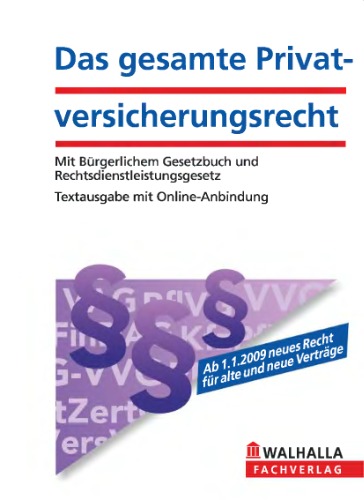 Das gesamte Privat-
versicherungsrecht
Mit Bürgerlichem Gesetzbuch und
Rechtsdienstleistungsgesetz
Textausgabe mit Online-Anbindung
§
§
§
Ab 1.1.2009 neues Recht
für alte und neue Verträge
WALHALLA
FACHVERLAG